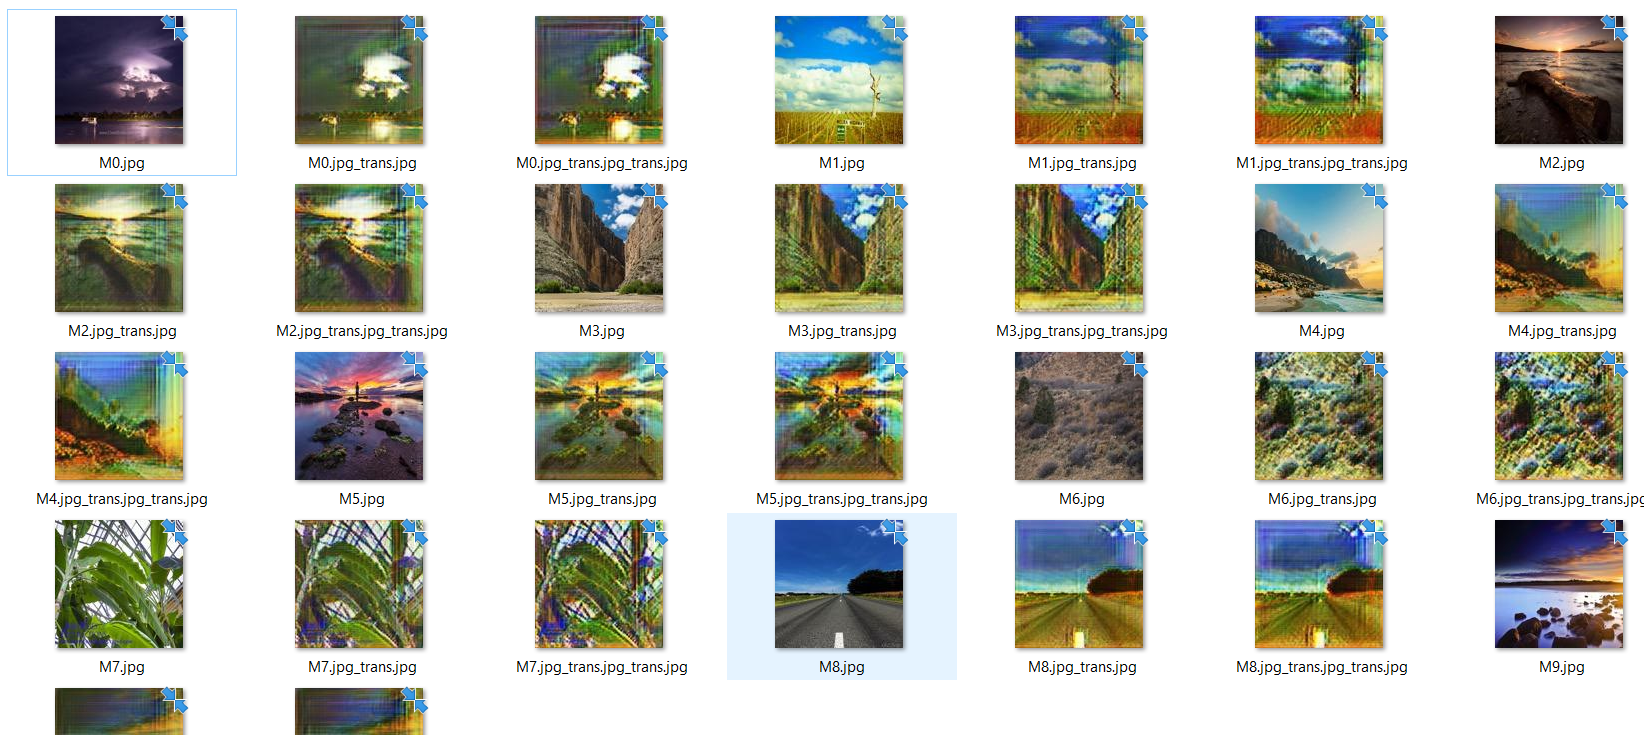 M0.jpg
M0.jpg_trans.jpg
M0.jpg_trans.jpg_trans.jpg
M1.jpg
M1.jpg_trans.jpg
M1.jpg_trans.jpg_trans.jpg
M2.jpg
M2.jpg_trans.jpg
M2.jpg_trans.jpg_trans.jpg
M3.jpg
M3.jpg_trans.jpg
M3.jpg_trans.jpg_trans.jpg
M4.jpg
M4.jpg_trans.jpg
M4.jpg_trans.jpg_trans.jpg
M5.jpg
M5.jpg_trans.jpg
M5.jpg_trans.jpg_trans.jpg
M6.jpg
M6.jpg_trans.jpg
M6.jpg_trans.jpg_trans.jpg
M7.jpg
M7.jpg_trans.jpg
M7.jpg_trans.jpg_trans.jpg
M8.jpg
M8.jpg_trans.jpg
M8.jpg_trans.jpg_trans.jpg
M9.jpg